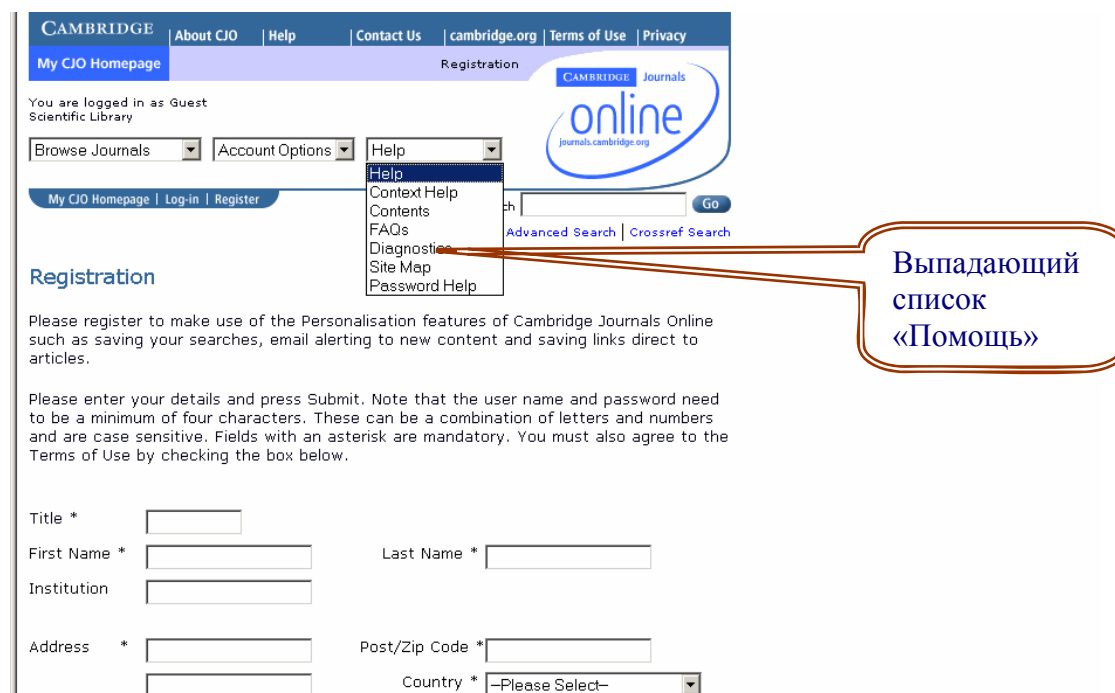 CAMBRIDGE | About CJO | Help | Contact Us | cambridge.org | Terms of Use | Privacy
My CJO Homepage Registration
CAMBRIDGE Journals
online
journals.cambridge.org
You are logged in as Guest
Scientific Library
Browse Journals Account Options Help
Help
Context Help
Contents
FAQs
Diagnostics
Site Map
Password Help
My CJO Homepage | Log-in | Register
Go
Advanced Search | Crossref Search
Выпадающий
список
«Помощь»
Registration
Please register to make use of the Personalisation features of Cambridge Journals Online
such as saving your searches, email alerting to new content and saving links direct to
articles.
Please enter your details and press Submit. Note that the user name and password need
to be a minimum of four characters. These can be a combination of letters and numbers
and are case sensitive. Fields with an asterisk are mandatory. You must also agree to the
Terms of Use by checking the box below.
Title *
First Name * Last Name *
Institution
Address * Post/Zip Code *
Country * --Please Select--